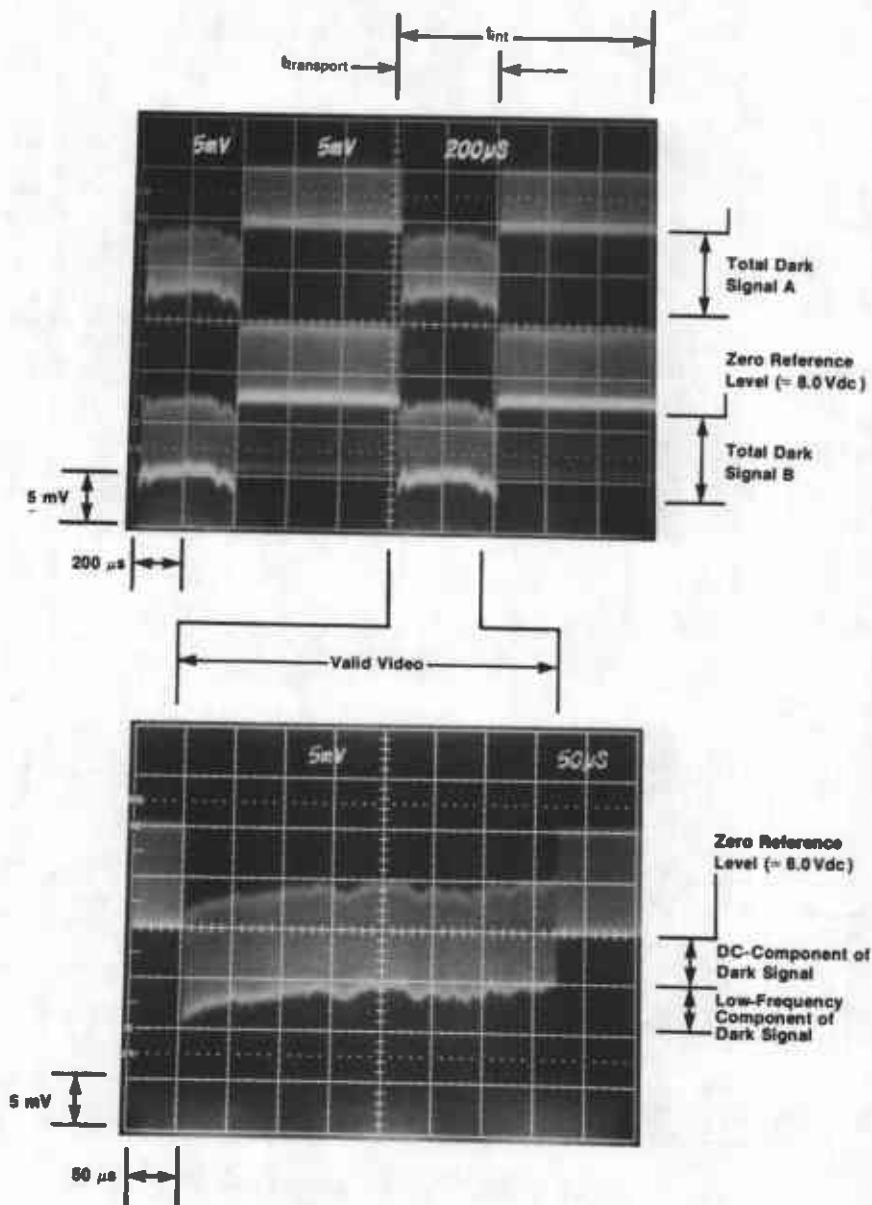 tint
ttransport
5mV 5mV 200µS
Total Dark
Signal A
Zero Reference
Level (= 8.0 Vdc)
Total Dark
Signal B
5 mV
200 µs
Valid Video
5mV 50µS
Zero Reference
Level (= 8.0 Vdc)
DC-Component of
Dark Signal
Low-Frequency
Component of
Dark Signal
5 mV
50 µs